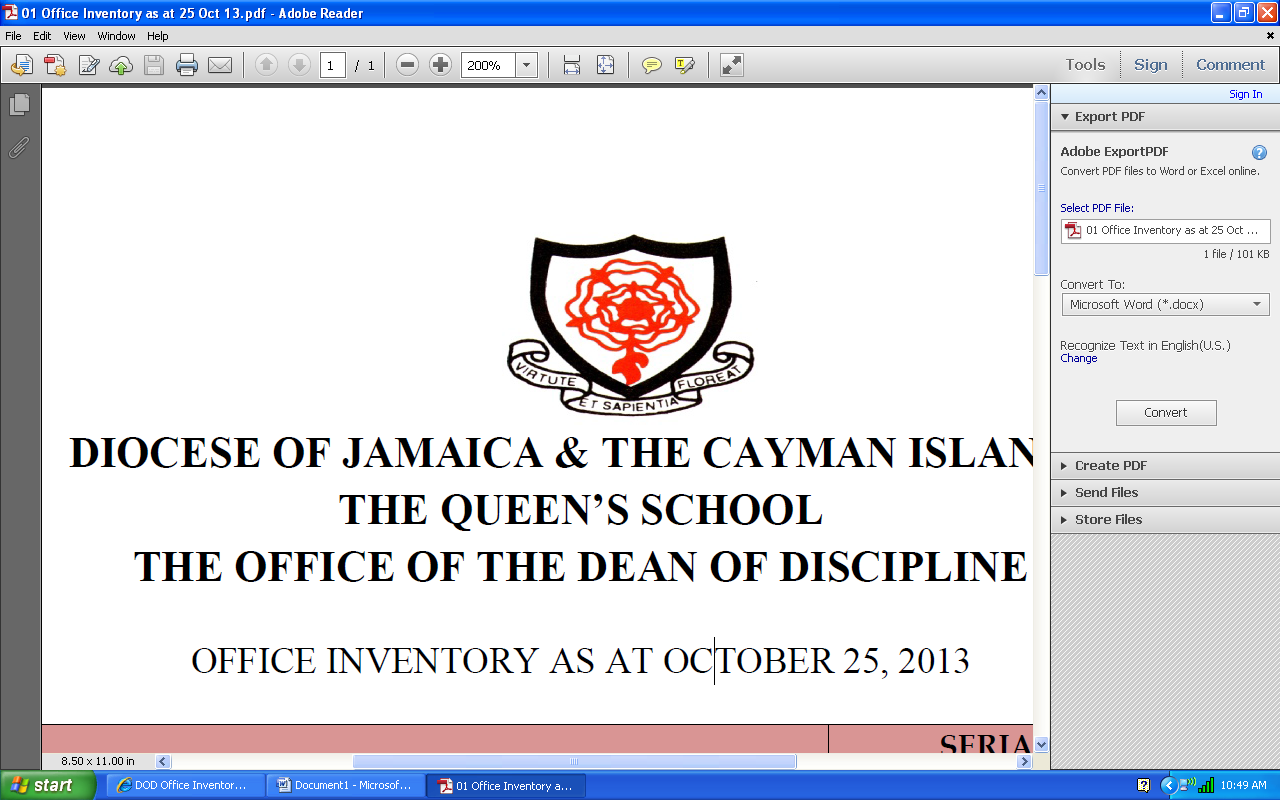 01 Office Inventory as at 25 Oct 13.pdf - Adobe Reader
File Edit View Window Help
1 / 1 200% Tools Sign Comment
Sign In
Export PDF
Adobe ExportPDF
Convert PDF files to Word or Excel online.
Select PDF File:
01 Office Inventory as at 25 Oct ...
1 file / 101 KB
Convert To:
Microsoft Word (*.docx)
Recognize Text in English(U.S.)
Change
Convert
Create PDF
Send Files
Store Files
VIRTUTE ET SAPIENTIA FLOREAT
DIOCESE OF JAMAICA & THE CAYMAN ISLAN
THE QUEEN'S SCHOOL
THE OFFICE OF THE DEAN OF DISCIPLINE
OFFICE INVENTORY AS AT OCTOBER 25, 2013
SERIA
8.50 x 11.00 in
start DOD Office Inventor... Document1 - Microsof... 01 Office Inventory a... 10:49 AM